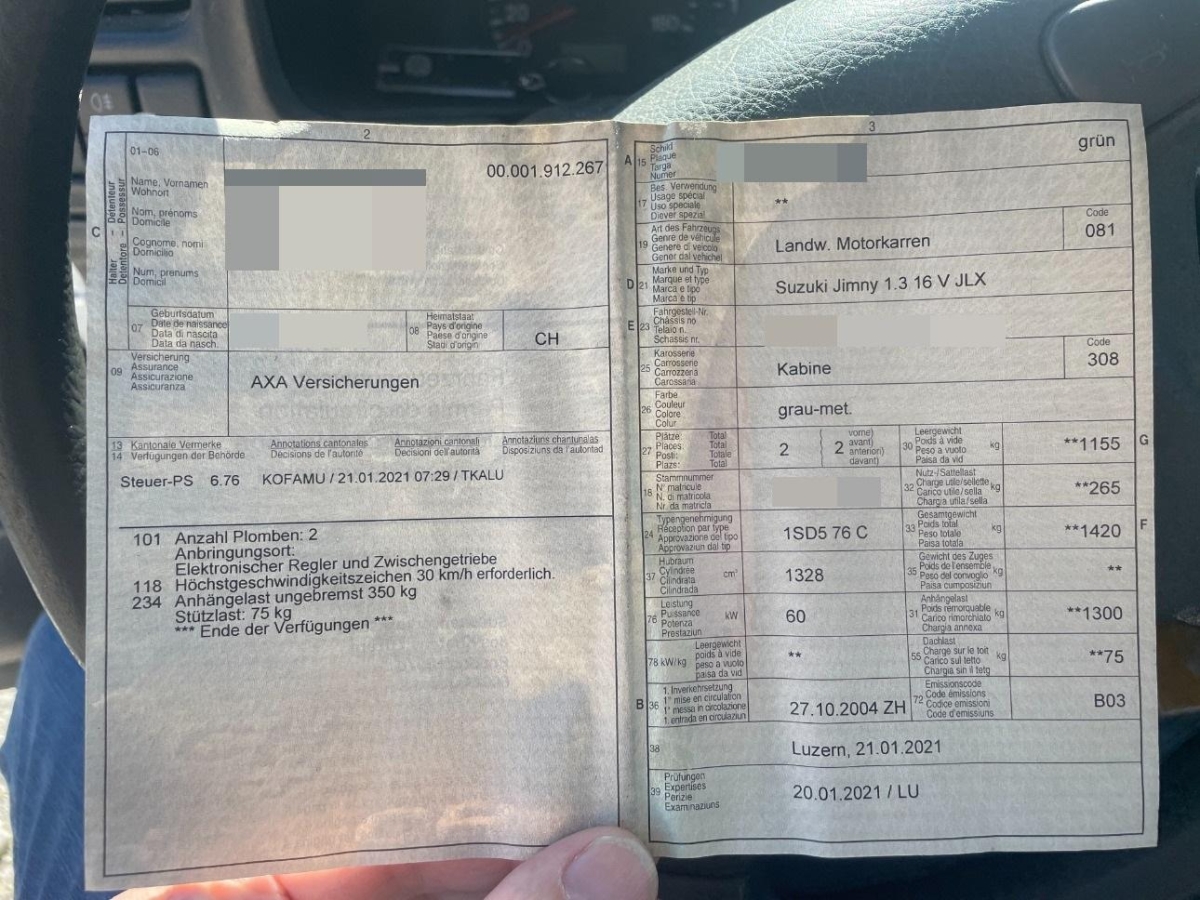 2
01-06
00.001.912.267
C
Halter – Détenteur
Detentore – Possessur
Name, Vornamen
Wohnort
Nom, prénoms
Domicile
Cognome, nomi
Domicilio
Num, prenums
Domicil
07
Geburtsdatum
Date de naissance
Data di nascita
Data da nasch.
08
Heimatstaat
Pays d'origine
Paese d'origine
Stadi d'origin
CH
09
Versicherung
Assurance
Assicurazione
Assicuranza
AXA Versicherungen
13 Kantonale Vermerke Annotations cantonales Annotazioni cantonali Annotaziuns chantunalas
14 Verfügungen der Behörde Décisions de l'autorité Decisioni dell'autorità Disposiziuns da l'autoritad
Steuer-PS 6.76 KOFAMU / 21.01.2021 07:29 / TKALU
101 Anzahl Plomben: 2
Anbringungsort:
Elektronischer Regler und Zwischengetriebe
118 Höchstgeschwindigkeitszeichen 30 km/h erforderlich.
234 Anhängelast ungebremst 350 kg
Stützlast: 75 kg
*** Ende der Verfügungen ***
3
A 15
Schild
Plaque
Targa
Numer
grün
17
Bes. Verwendung
Usage spécial
Uso speciale
Diever spezial
**
19
Art des Fahrzeugs
Genre de véhicule
Genere di veicolo
Gener dal vehichel
Landw. Motorkarren
Code
081
D 21
Marke und Typ
Marque et type
Marca e tipo
Marca e tip
Suzuki Jimny 1.3 16 V JLX
E 23
Fahrgestell-Nr.
Châssis no
Telaio n.
Schassis nr.
25
Karosserie
Carrosserie
Carrozzeria
Carossaria
Kabine
Code
308
26
Farbe
Couleur
Colore
Colur
grau-met.
27
Plätze: Total
Places: Total
Posti: Totale
Plazs: Total
2
2
vorne)
avant)
anteriori)
davant)
30
Leergewicht
Poids à vide
Peso a vuoto
Paisa da vid
kg
**1155
G
18
Stammnummer
N° matricule
N. di matricola
Nr. da matricla
32
Nutz-/Sattellast
Charge utile/sellette
Carico utile/sella
Chargia utila/sella
kg
**265
24
Typengenehmigung
Réception par type
Approvazione del tipo
Approvaziun dal tip
1SD5 76 C
33
Gesamtgewicht
Poids total
Peso totale
Paisa totala
kg
**1420
F
37
Hubraum
Cylindrée
Cilindrata
Cilindrada
cm³
1328
35
Gewicht des Zuges
Poids de l'ensemble
Peso del convoglio
Paisa cumposiziun
kg
**
76
Leistung
Puissance
Potenza
Prestaziun
kW
60
31
Anhängelast
Poids remorquable
Carico rimorchiato
Chargia annexa
kg
**1300
78 kW/kg
Leergewicht
poids à vide
peso a vuoto
paisa da vid
**
55
Dachlast
Charge sur le toit
Carico sul tetto
Chargia sin il tetg
kg
**75
B 36
1. Inverkehrsetzung
1re mise en circulation
1a messa in circolazione
1. entrada en circulaziun
27.10.2004 ZH
72
Emissionscode
Code émissions
Codice emissioni
Code d'emissiuns
B03
38
Luzern, 21.01.2021
39
Prüfungen
Expertises
Perizie
Examinaziuns
20.01.2021 / LU